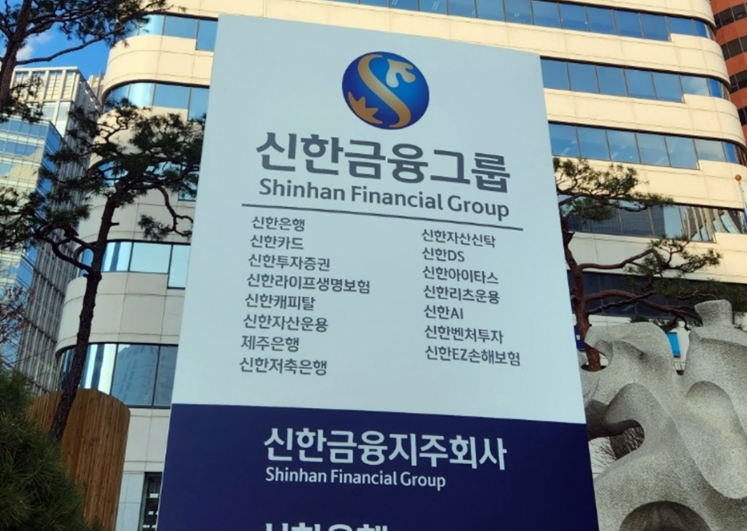 신한금융그룹
Shinhan Financial Group
신한은행
신한카드
신한투자증권
신한라이프생명보험
신한캐피탈
신한자산운용
제주은행
신한저축은행
신한자산신탁
신한DS
신한아이타스
신한리츠운용
신한AI
신한벤처투자
신한EZ손해보험
신한금융지주회사
Shinhan Financial Group
신한은행